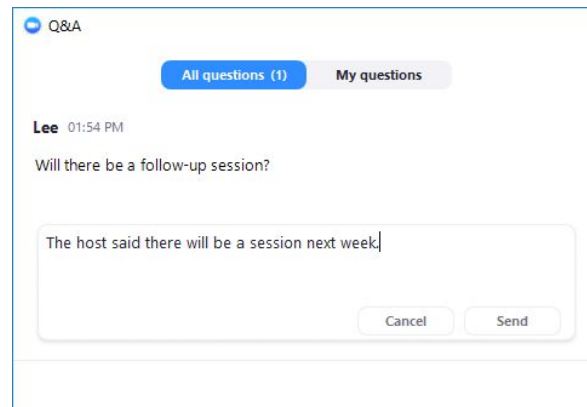 Q&A
All questions (1)
My questions
Lee 01:54 PM
Will there be a follow-up session?
The host said there will be a session next week.
Cancel
Send